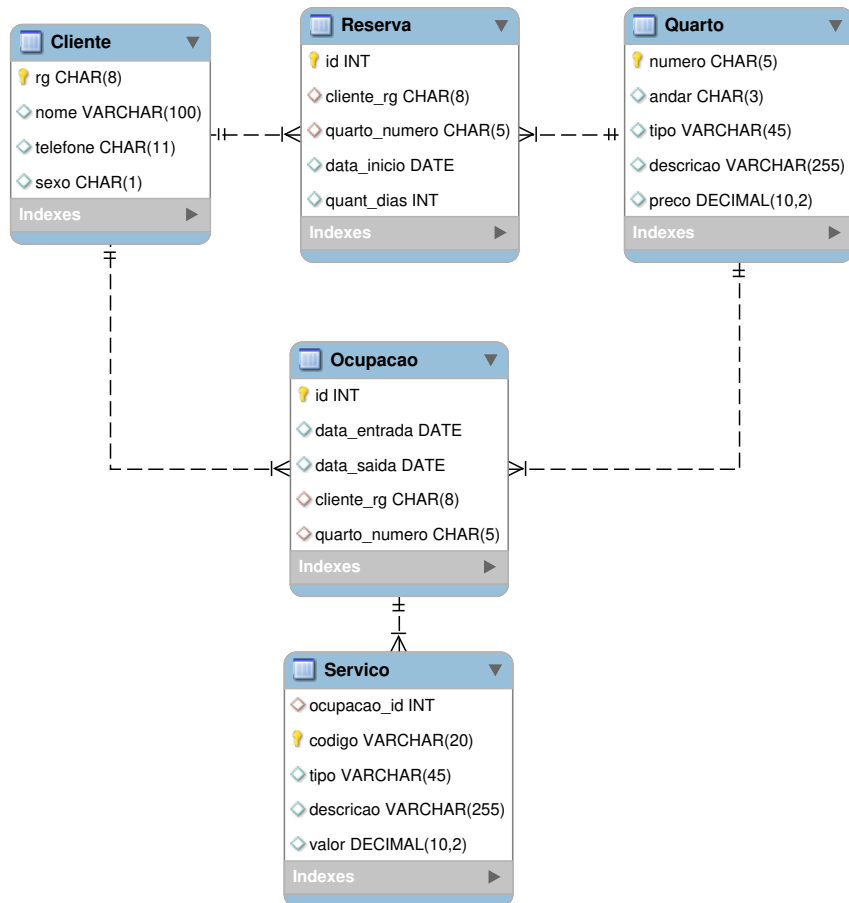 Cliente
rg CHAR(8)
nome VARCHAR(100)
telefone CHAR(11)
sexo CHAR(1)
Indexes
Reserva
id INT
cliente_rg CHAR(8)
quarto_numero CHAR(5)
data_inicio DATE
quant_dias INT
Indexes
Quarto
numero CHAR(5)
andar CHAR(3)
tipo VARCHAR(45)
descricao VARCHAR(255)
preco DECIMAL(10,2)
Indexes
Ocupacao
id INT
data_entrada DATE
data_saida DATE
cliente_rg CHAR(8)
quarto_numero CHAR(5)
Indexes
Servico
ocupacao_id INT
codigo VARCHAR(20)
tipo VARCHAR(45)
descricao VARCHAR(255)
valor DECIMAL(10,2)
Indexes